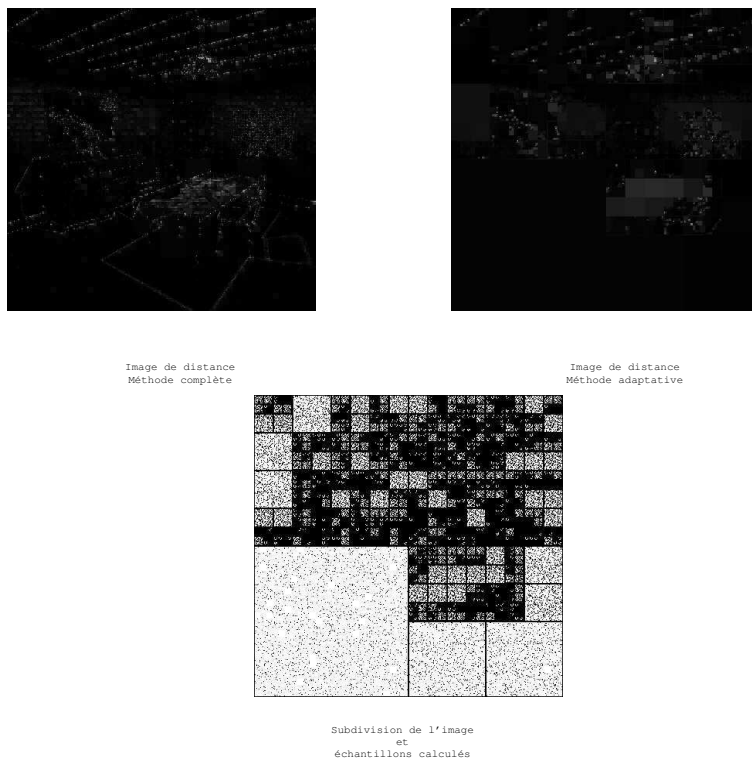 Image de distance
Méthode complète
Image de distance
Méthode adaptative
Subdivision de l'image
et
échantillons calculés